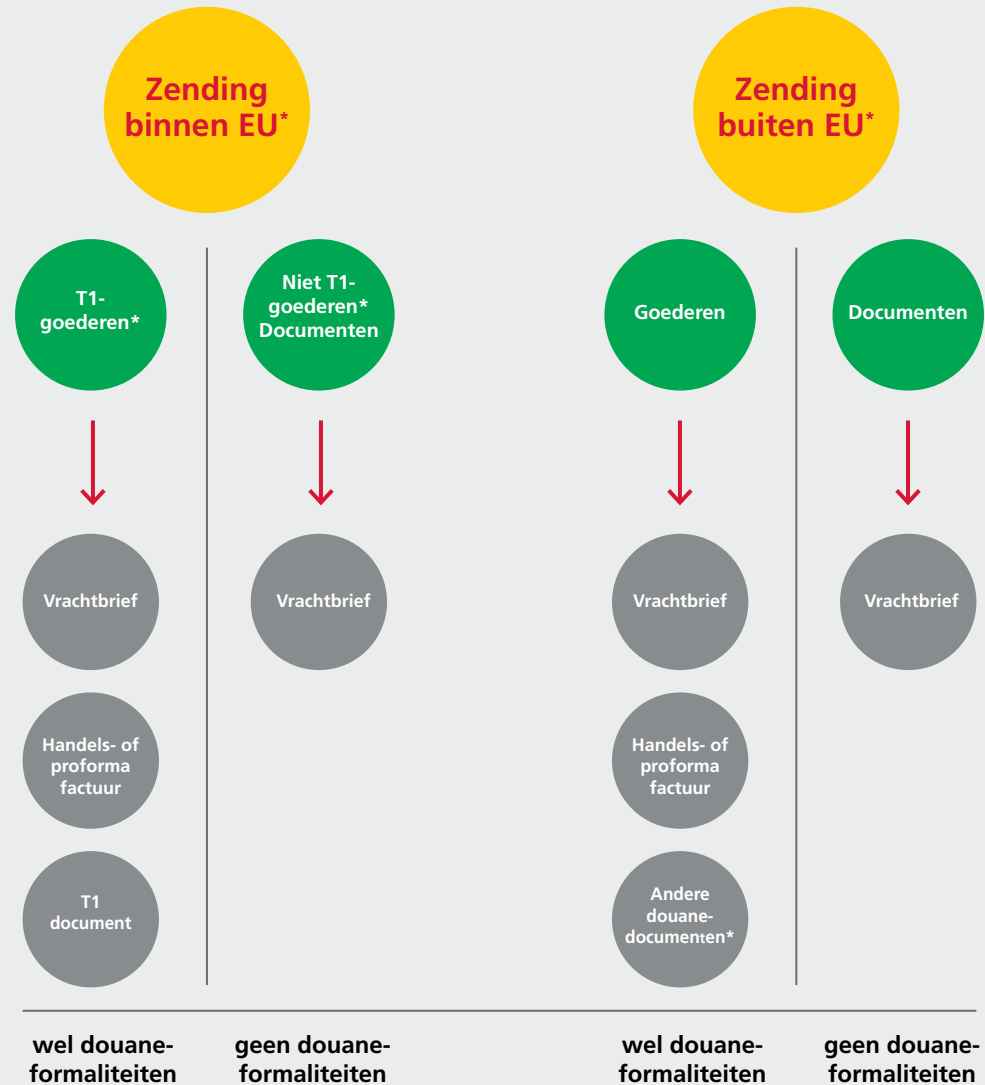 Zending
binnen EU*
Zending
buiten EU*
T1-
goederen*
Niet T1-
goederen*
Documenten
Goederen
Documenten
Vrachtbrief
Vrachtbrief
Vrachtbrief
Vrachtbrief
Handels- of
proforma
factuur
Handels- of
proforma
factuur
T1
document
Andere
douane-
documenten*
wel douane-
formaliteiten
geen douane-
formaliteiten
wel douane-
formaliteiten
geen douane-
formaliteiten